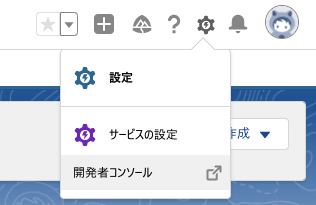 設定
サービスの設定
作成
開発者コンソール